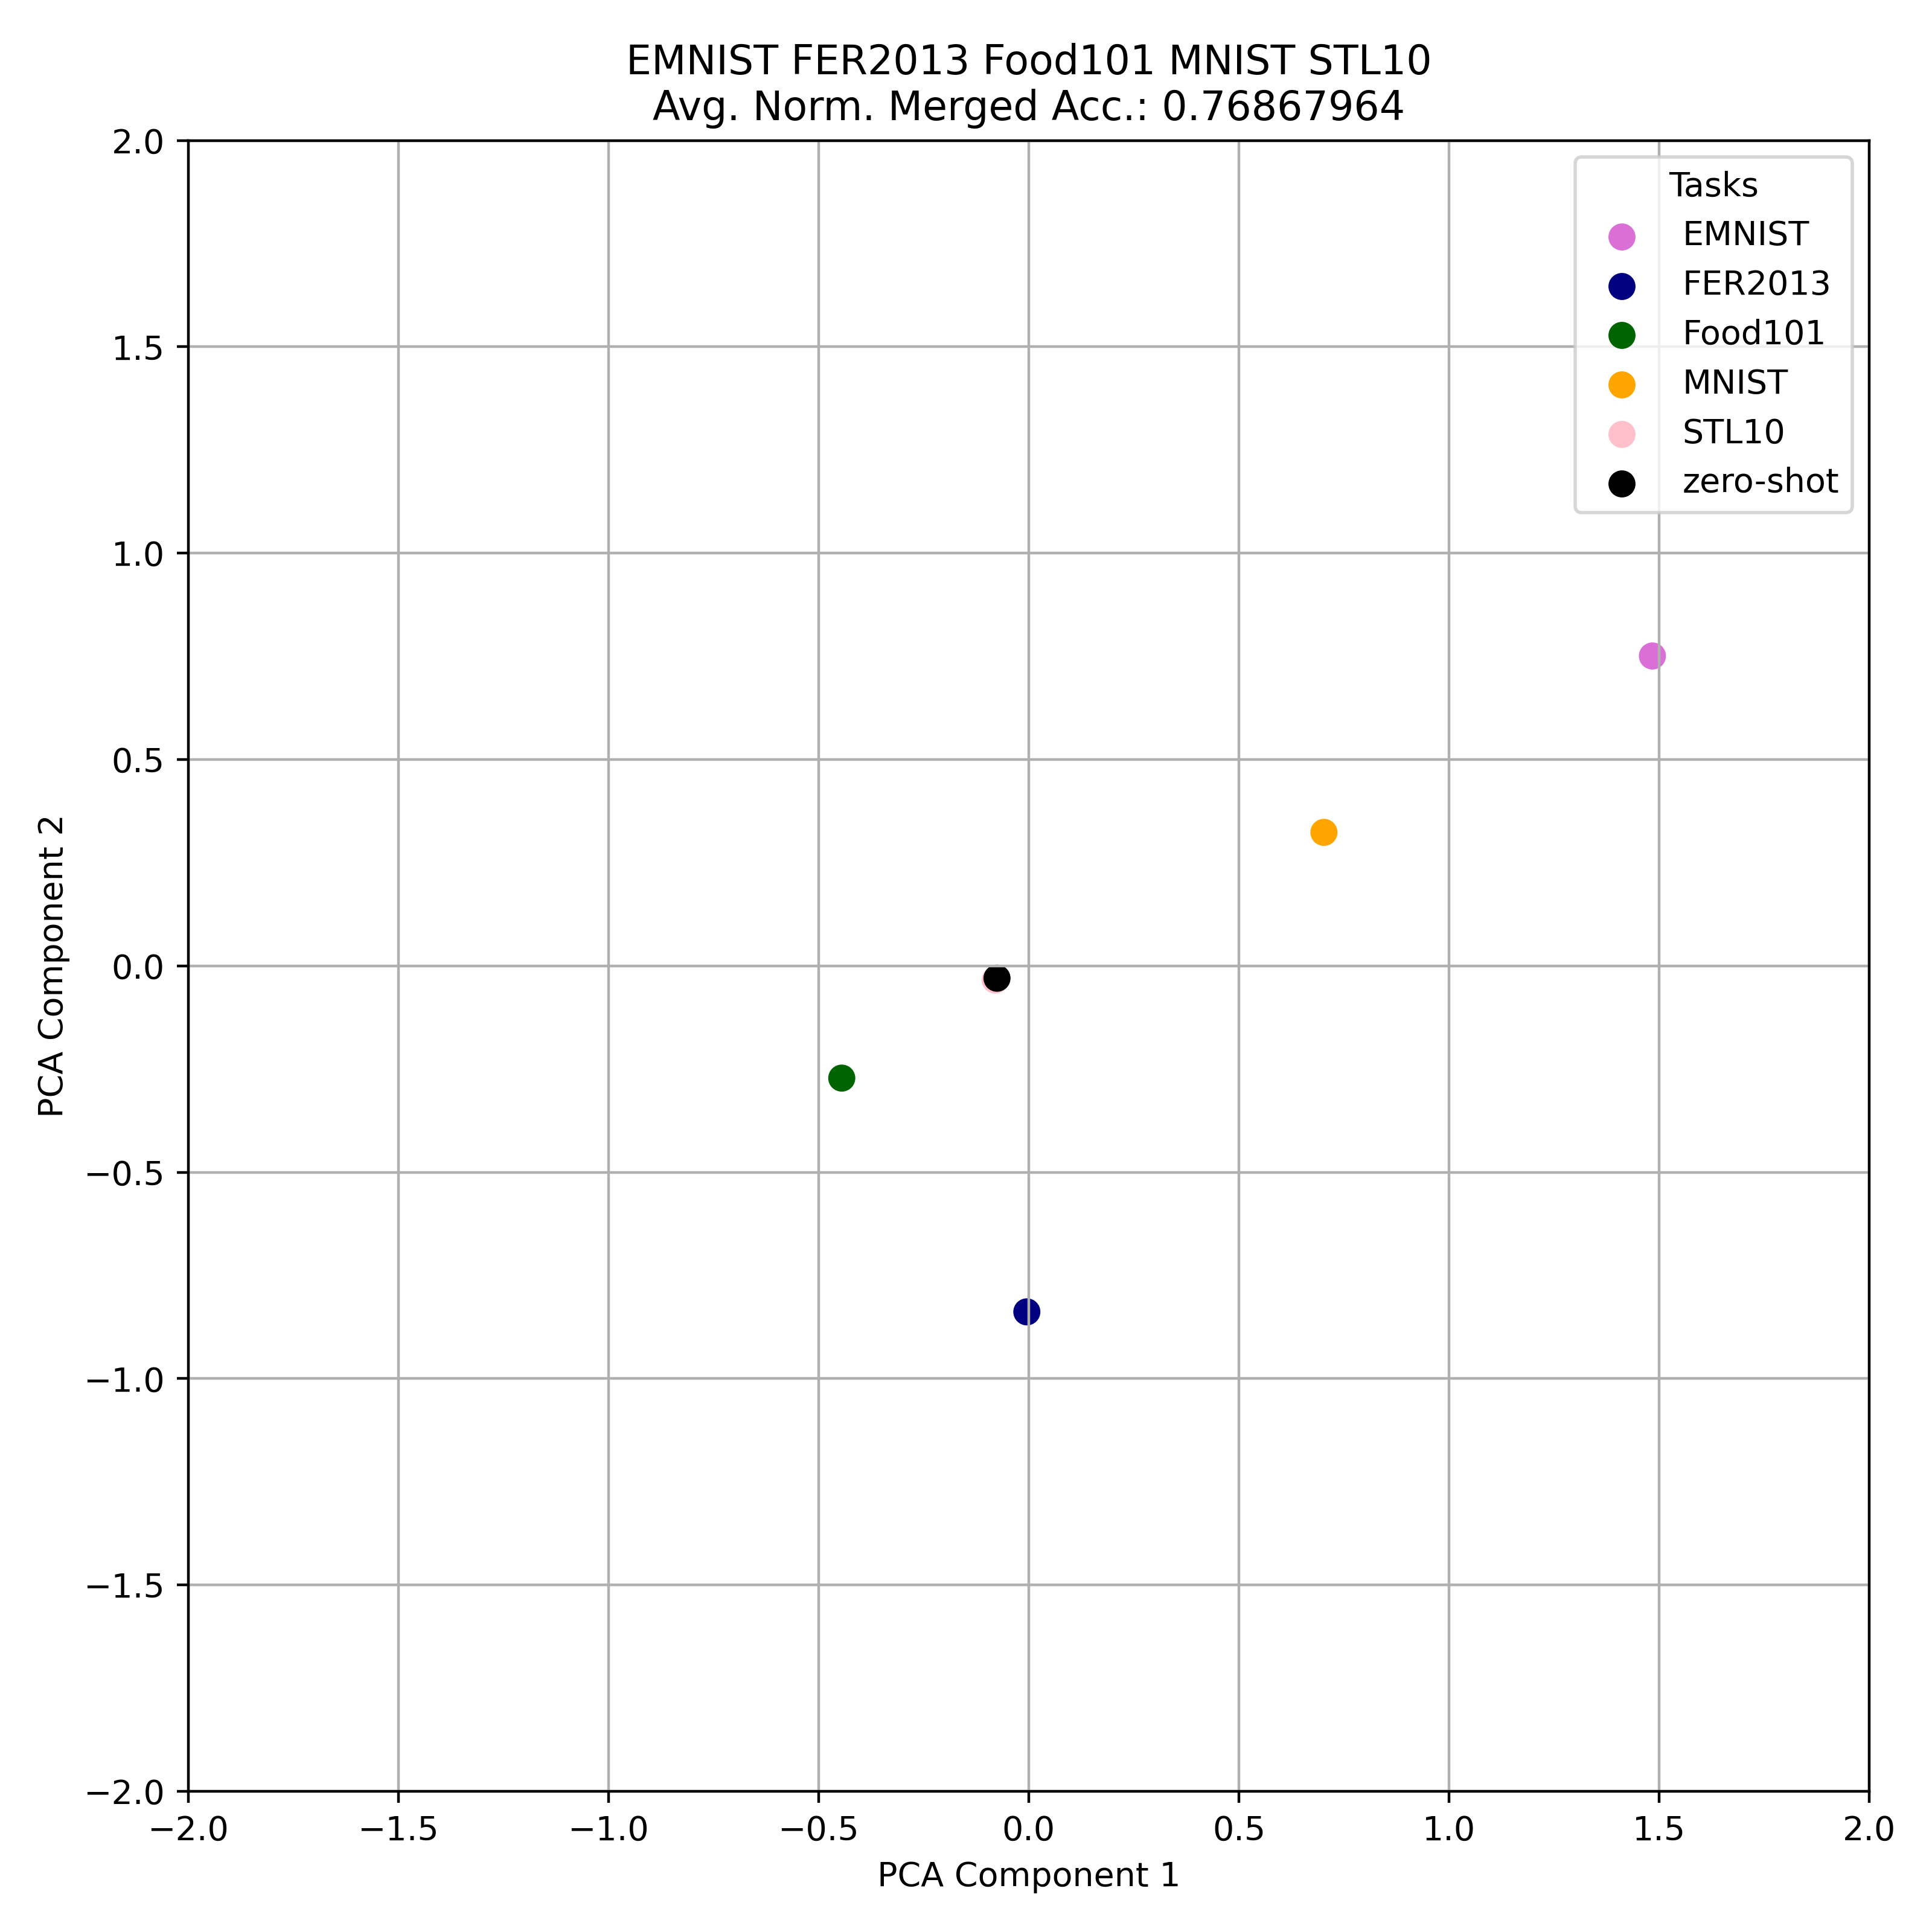 EMNIST FER2013 Food101 MNIST STL10
Avg. Norm. Merged Acc.: 0.76867964
Tasks
EMNIST
FER2013
Food101
MNIST
STL10
zero-shot
2.0
1.5
1.0
0.5
0.0
−0.5
−1.0
−1.5
−2.0
PCA Component 2
−2.0 −1.5 −1.0 −0.5 0.0 0.5 1.0 1.5 2.0
PCA Component 1